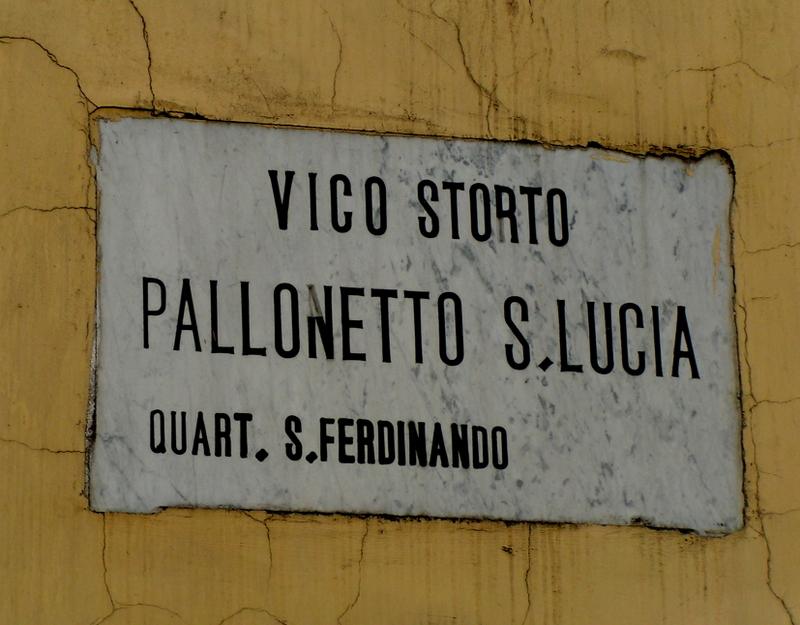 VICO STORTO
PALLONETTO S.LUCIA
QUART. S.FERDINANDO